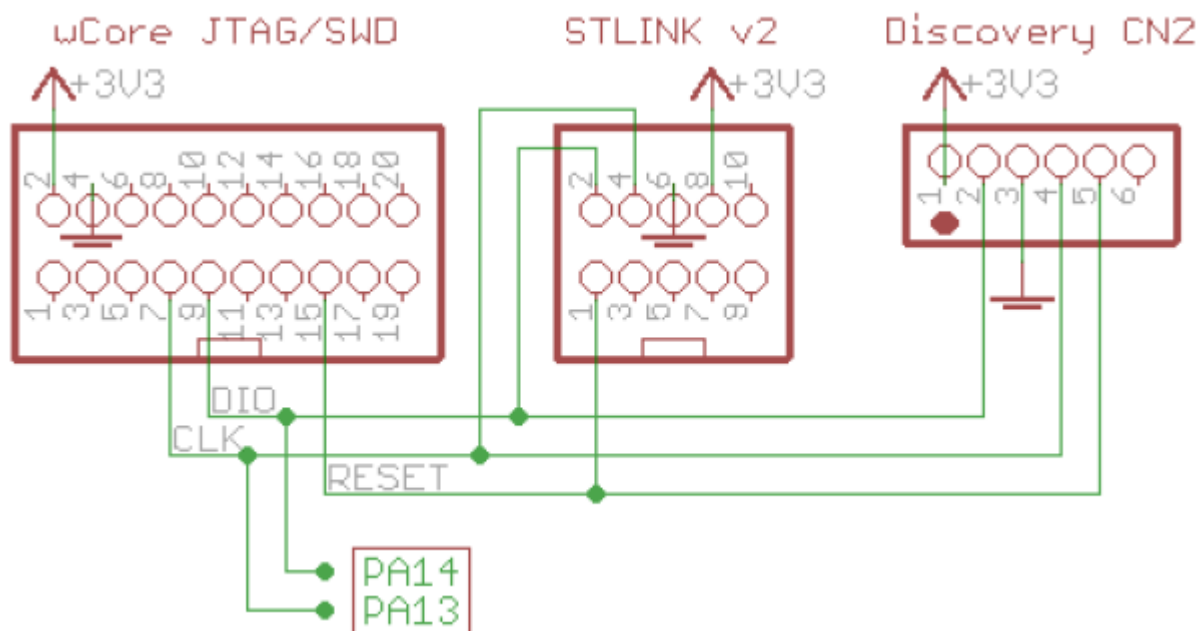 wCore JTAG/SWD
STLINK v2
Discovery CN2
+3V3
+3V3
+3V3
2 4 6 8 10 12 14 16 18 20
1 3 5 7 9 11 13 15 17 19
2 4 6 8 10
1 3 5 7 9
1 2 3 4 5 6
DIO
CLK
RESET
PA14
PA13